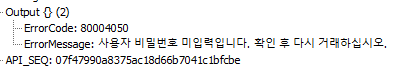 Output {} (2)
ErrorCode: 80004050
ErrorMessage: 사용자 비밀번호 미입력입니다. 확인 후 다시 거래하십시오.
API_SEQ: 07f47990a8375ac18d66b7041c1bfcbe